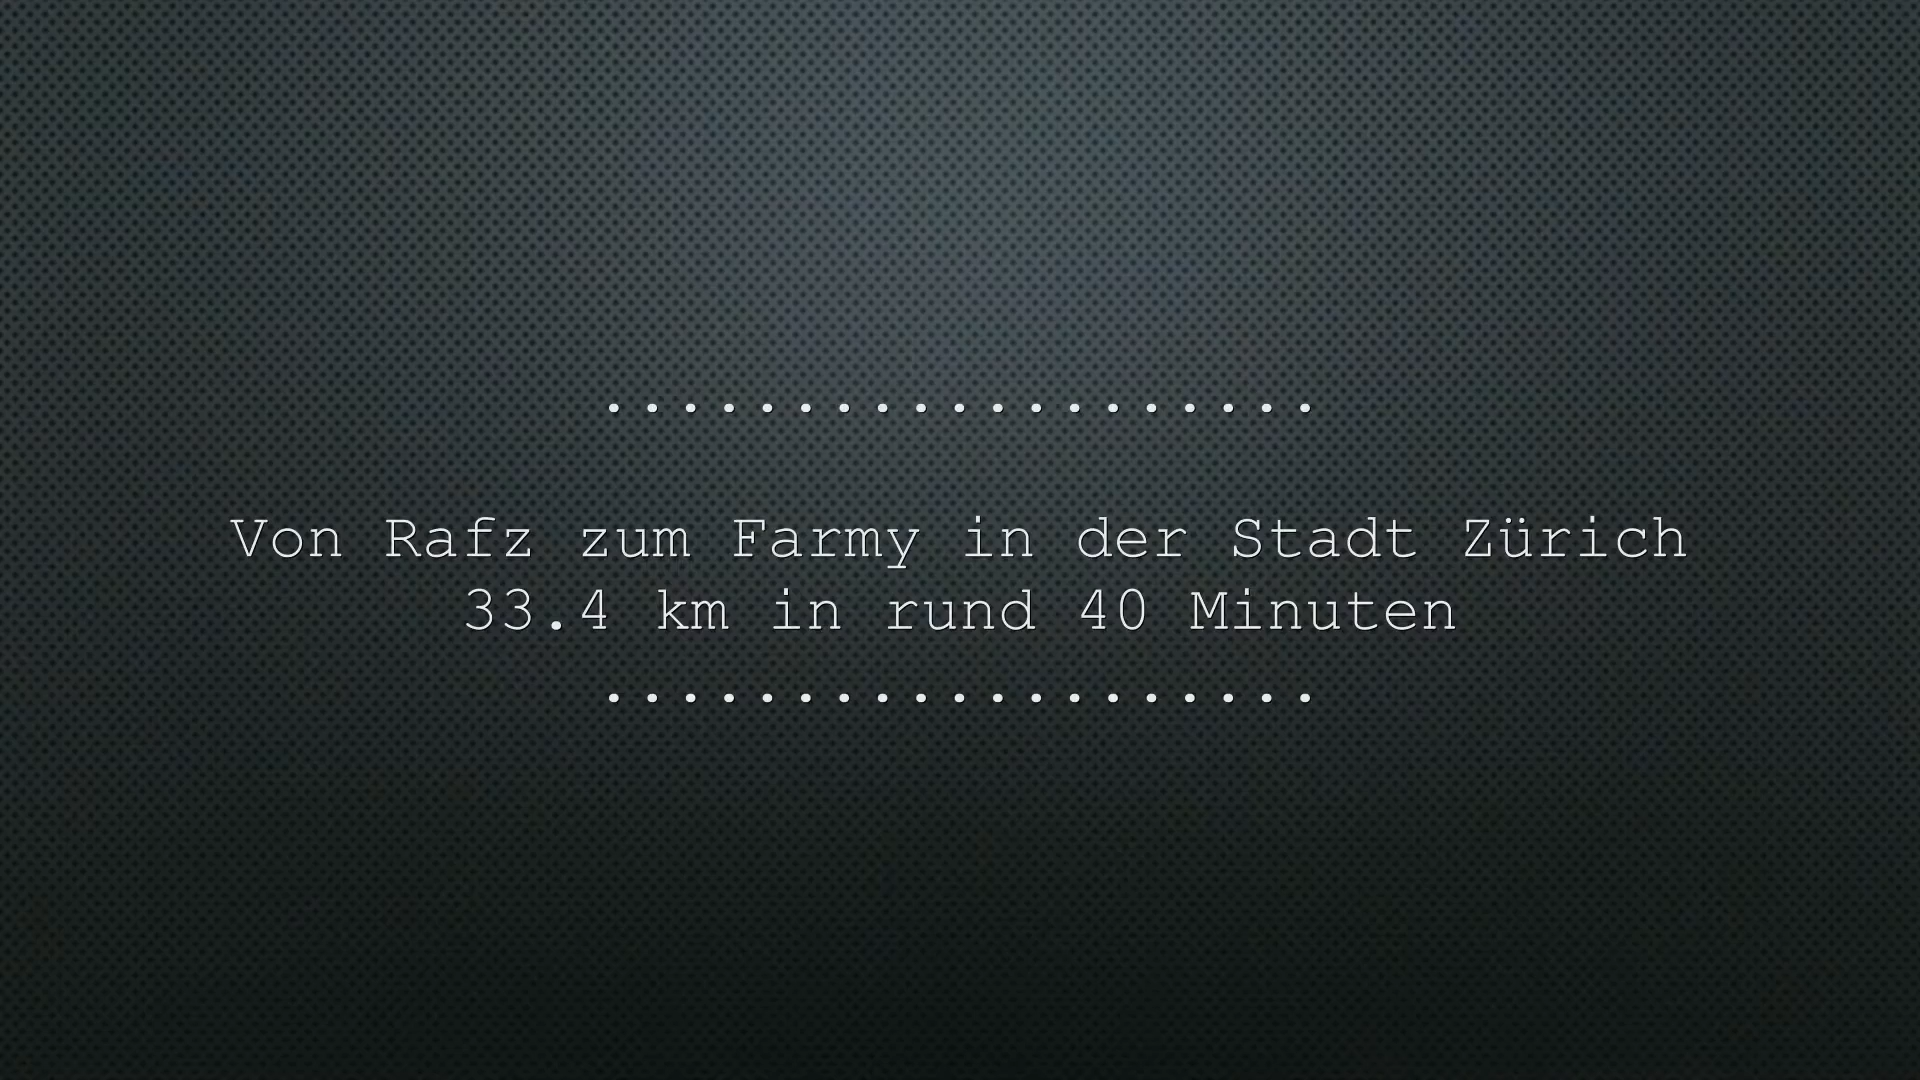 ...................
Von Rafz zum Farmy in der Stadt Zürich
33.4 km in rund 40 Minuten
...................